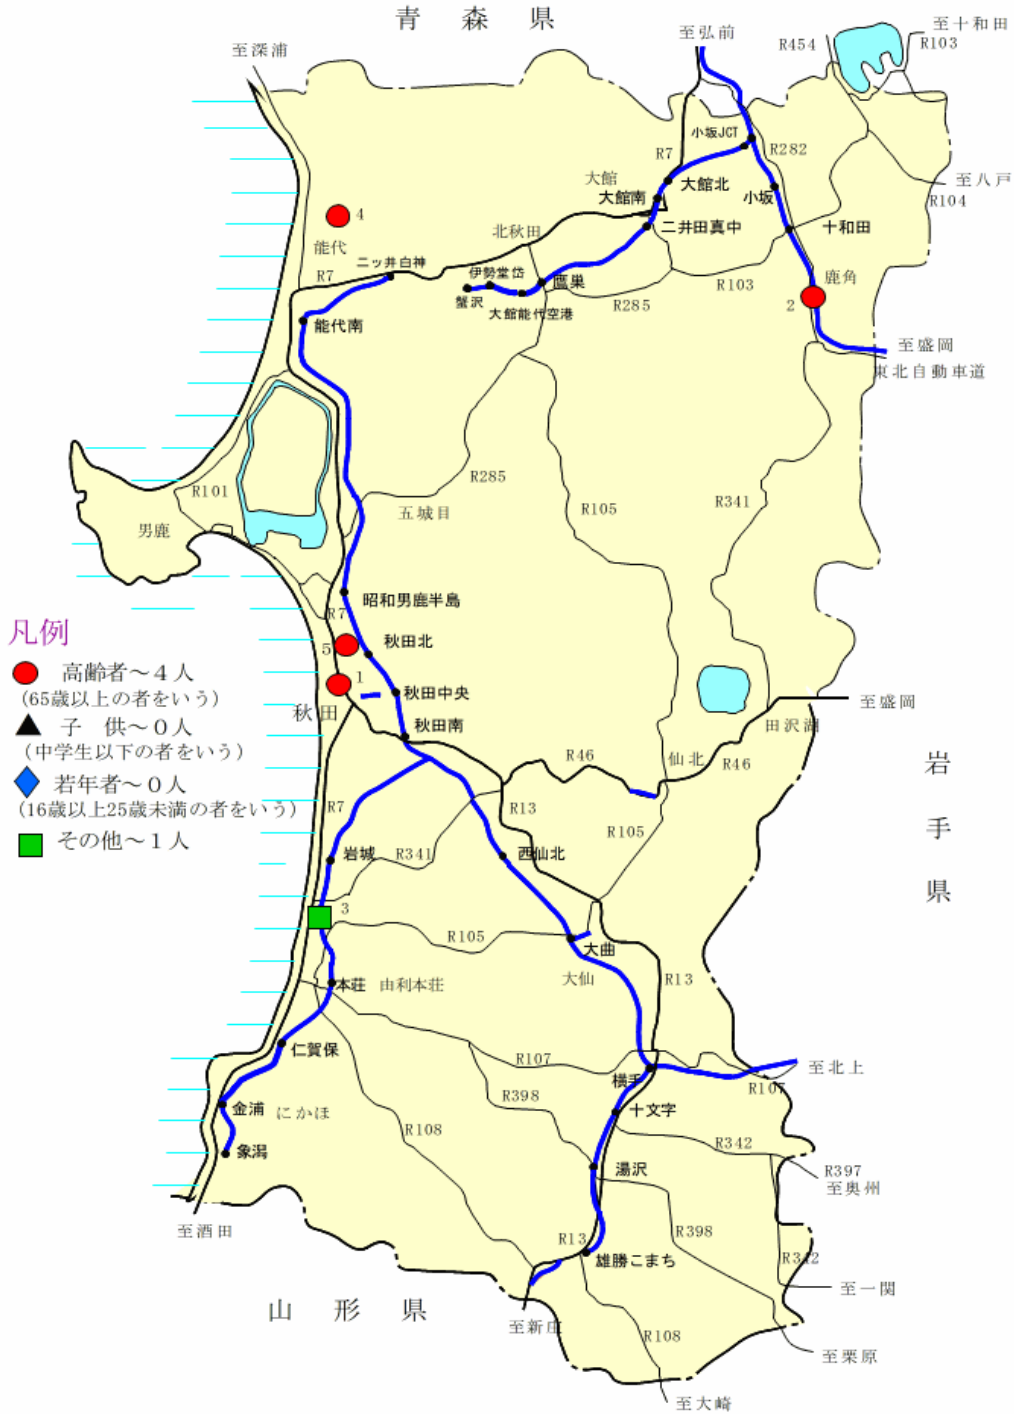 青 森 県
至十和田
至弘前
R454
R103
至深浦
小坂JCT
R282
R7
大館
大館北
至八戸
大館南
小坂
R104
4
二井田真中
十和田
北秋田
能代
ニッ井白神
伊勢堂岱
鷹巣
鹿角
R7
蟹沢
R103
大館能代空港
R285
2
能代南
至盛岡
東北自動車道
R285
R101
R341
五城目
R105
男鹿
昭和男鹿半島
R7
凡例
5
秋田北
高齢者～4人
1
(65歳以上の者をいう)
秋田中央
至盛岡
秋田
子 供～0人
秋田南
田沢湖
(中学生以下の者をいう)
R46
仙北
R46
岩手県
若年者～0人
(16歳以上25歳未満の者をいう)
R7
R13
R105
その他～1人
岩城
R341
西仙北
3
R105
大曲
由利本荘
大仙
R13
本荘
仁賀保
R107
至北上
横手
R107
R398
金浦
にかほ
十文字
R108
R342
象潟
湯沢
R397
至奥州
至酒田
R398
R13
雄勝こまち
R342
至一関
山 形 県
至新庄
R108
至栗原
至大崎